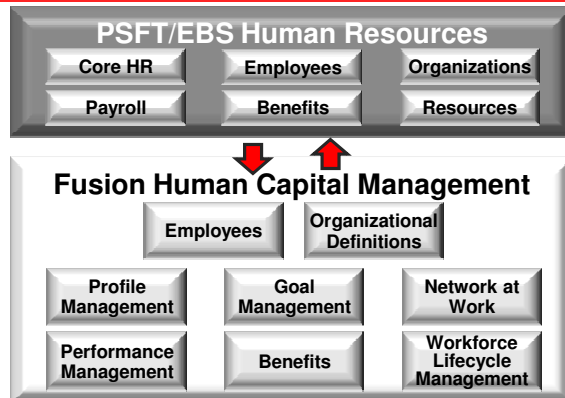 PSFT/EBS Human Resources
Core HR
Employees
Organizations
Payroll
Benefits
Resources
Fusion Human Capital Management
Employees
Organizational
Definitions
Profile
Management
Goal
Management
Network at
Work
Performance
Management
Benefits
Workforce
Lifecycle
Management